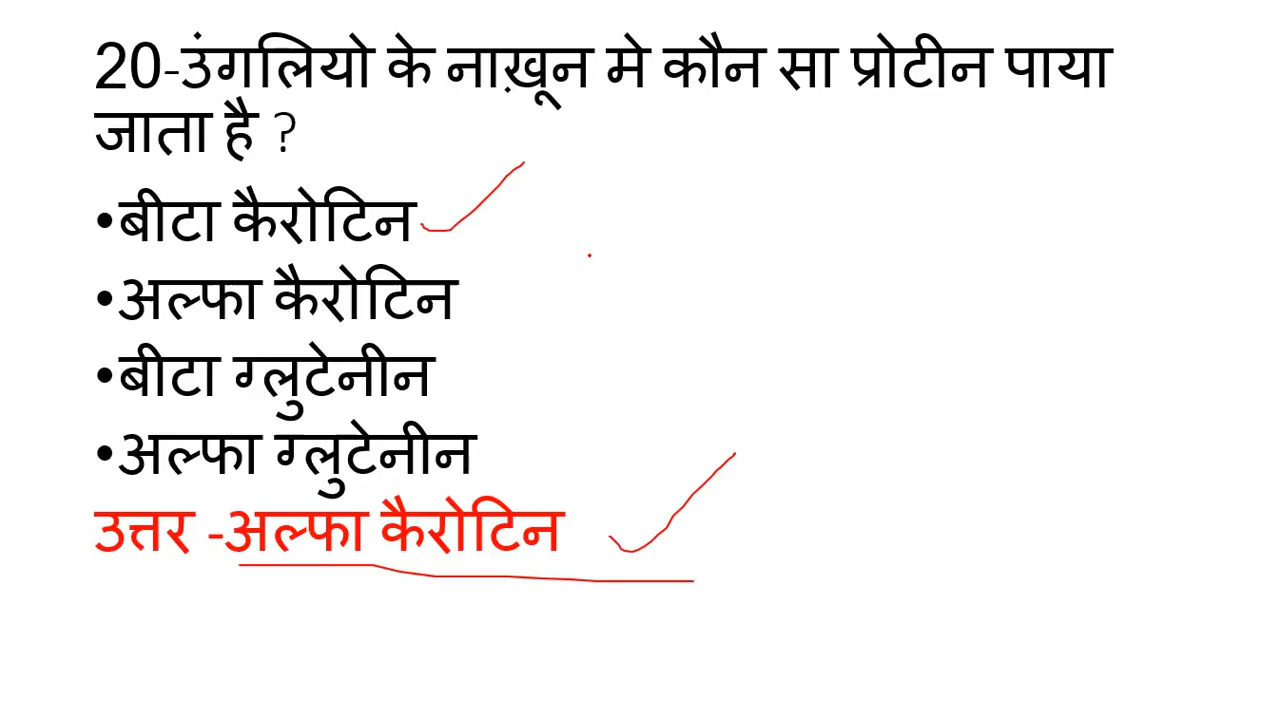 20-उंगलियो के नाख़ून मे कौन सा प्रोटीन पाया
जाता है ?
•बीटा कैरोटिन
•अल्फा कैरोटिन
•बीटा ग्लुटेनीन
•अल्फा ग्लुटेनीन
उत्तर -अल्फा कैरोटिन